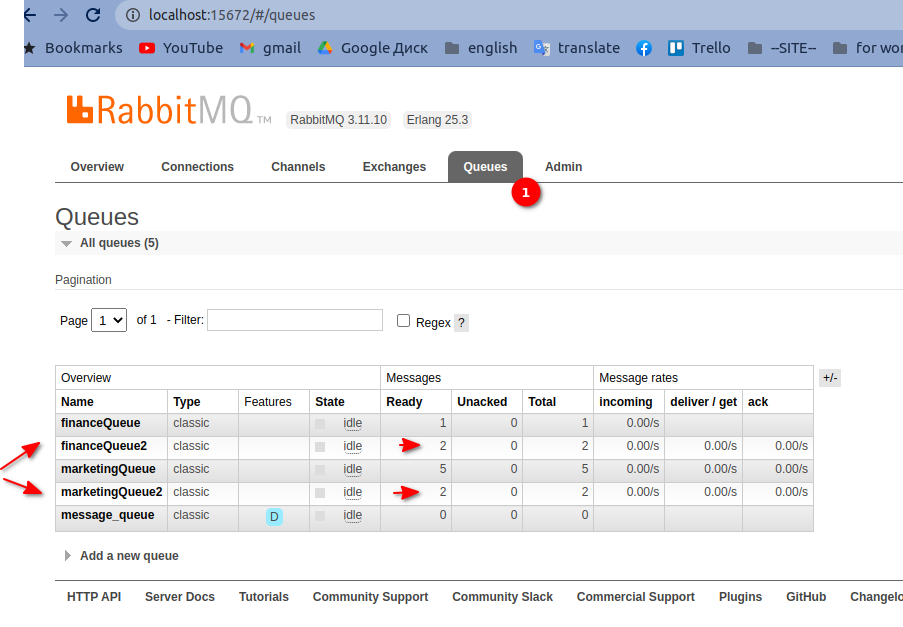 localhost:15672/#/queues
Bookmarks YouTube gmail Google Диск english translate Trello --SITE-- for wor
RabbitMQ TM RabbitMQ 3.11.10 Erlang 25.3
Overview Connections Channels Exchanges Queues Admin
1
Queues
All queues (5)
Pagination
Page 1 of 1 - Filter: Regex ?
Overview Messages Message rates +/-
Name Type Features State Ready Unacked Total incoming deliver / get ack
financeQueue classic idle 1 0 1 0.00/s
financeQueue2 classic idle 2 0 2 0.00/s 0.00/s 0.00/s
marketingQueue classic idle 5 0 5 0.00/s
marketingQueue2 classic idle 2 0 2 0.00/s 0.00/s 0.00/s
message_queue classic D idle 0 0 0
Add a new queue
HTTP API Server Docs Tutorials Community Support Community Slack Commercial Support Plugins GitHub Changelo